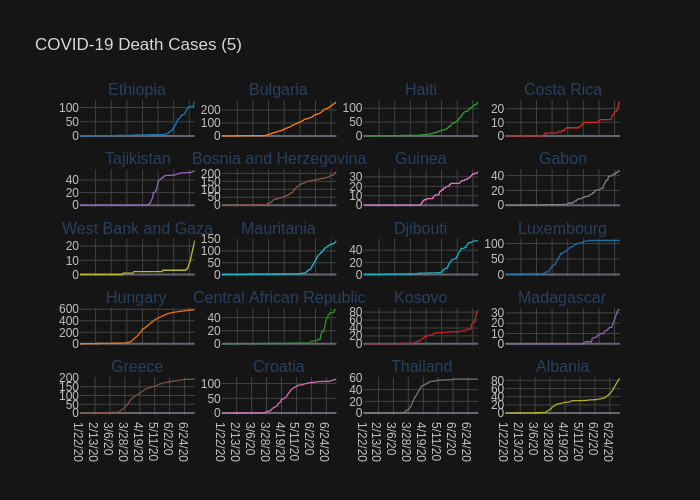 COVID-19 Death Cases (5)
Ethiopia Bulgaria Haiti Costa Rica
100 50 0
200 100 0
100 50 0
20 10 0
Tajikistan Bosnia and Herzegovina Guinea Gabon
40 20 0
200 150 100 50 0
30 20 10 0
40 20 0
West Bank and Gaza Mauritania Djibouti Luxembourg
20 10 0
150 100 50 0
40 20 0
100 50 0
Hungary Central African Republic Kosovo Madagascar
600 400 200 0
40 20 0
80 60 40 20 0
30 20 10 0
Greece Croatia Thailand Albania
200 150 100 50 0
100 50 0
60 40 20 0
80 60 40 20 0
1/22/20 2/13/20 3/6/20 3/28/20 4/19/20 5/11/20 6/2/20 6/24/20
1/22/20 2/13/20 3/6/20 3/28/20 4/19/20 5/11/20 6/2/20 6/24/20
1/22/20 2/13/20 3/6/20 3/28/20 4/19/20 5/11/20 6/2/20 6/24/20
1/22/20 2/13/20 3/6/20 3/28/20 4/19/20 5/11/20 6/2/20 6/24/20